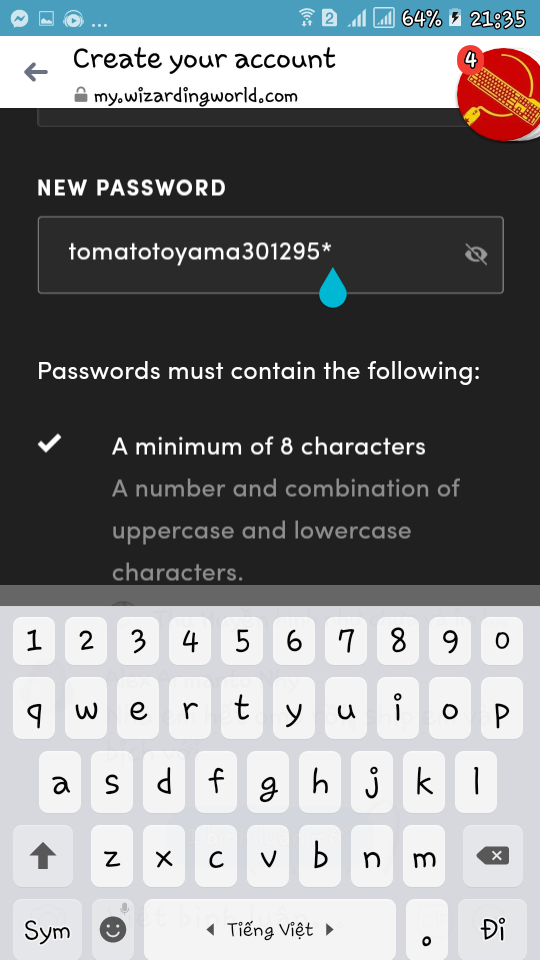 ... 2 64% 21:35
Create your account
my.wizardingworld.com
4
NEW PASSWORD
tomatotoyama301295*
Passwords must contain the following:
A minimum of 8 characters
A number and combination of
uppercase and lowercase
characters.
1 2 3 4 5 6 7 8 9 0
q w e r t y u i o p
a s d f g h j k l
z x c v b n m
Sym Tiếng Việt . Đi